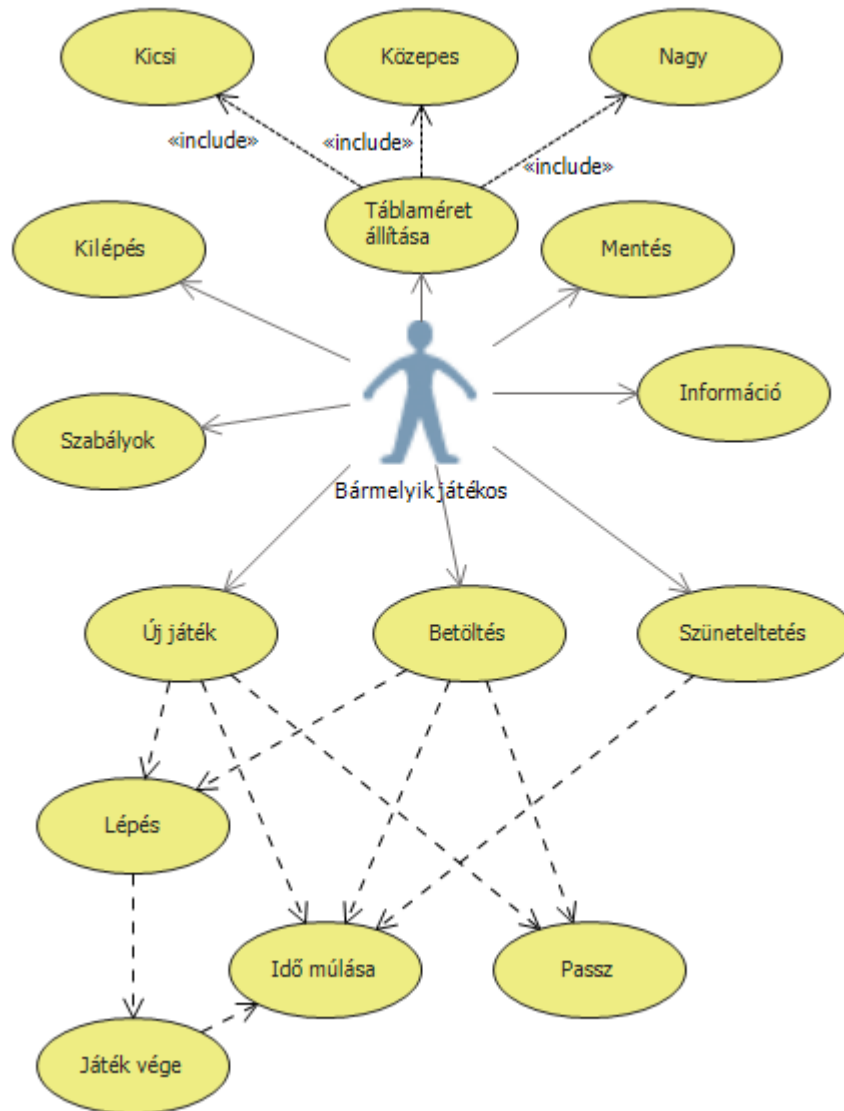 Kicsi
Közepes
Nagy
«include»
«include»
«include»
Táblaméret
állítása
Kilépés
Mentés
Információ
Szabályok
Bármelyik játékos
Új játék
Betöltés
Szüneteltetés
Lépés
Idő múlása
Passz
Játék vége